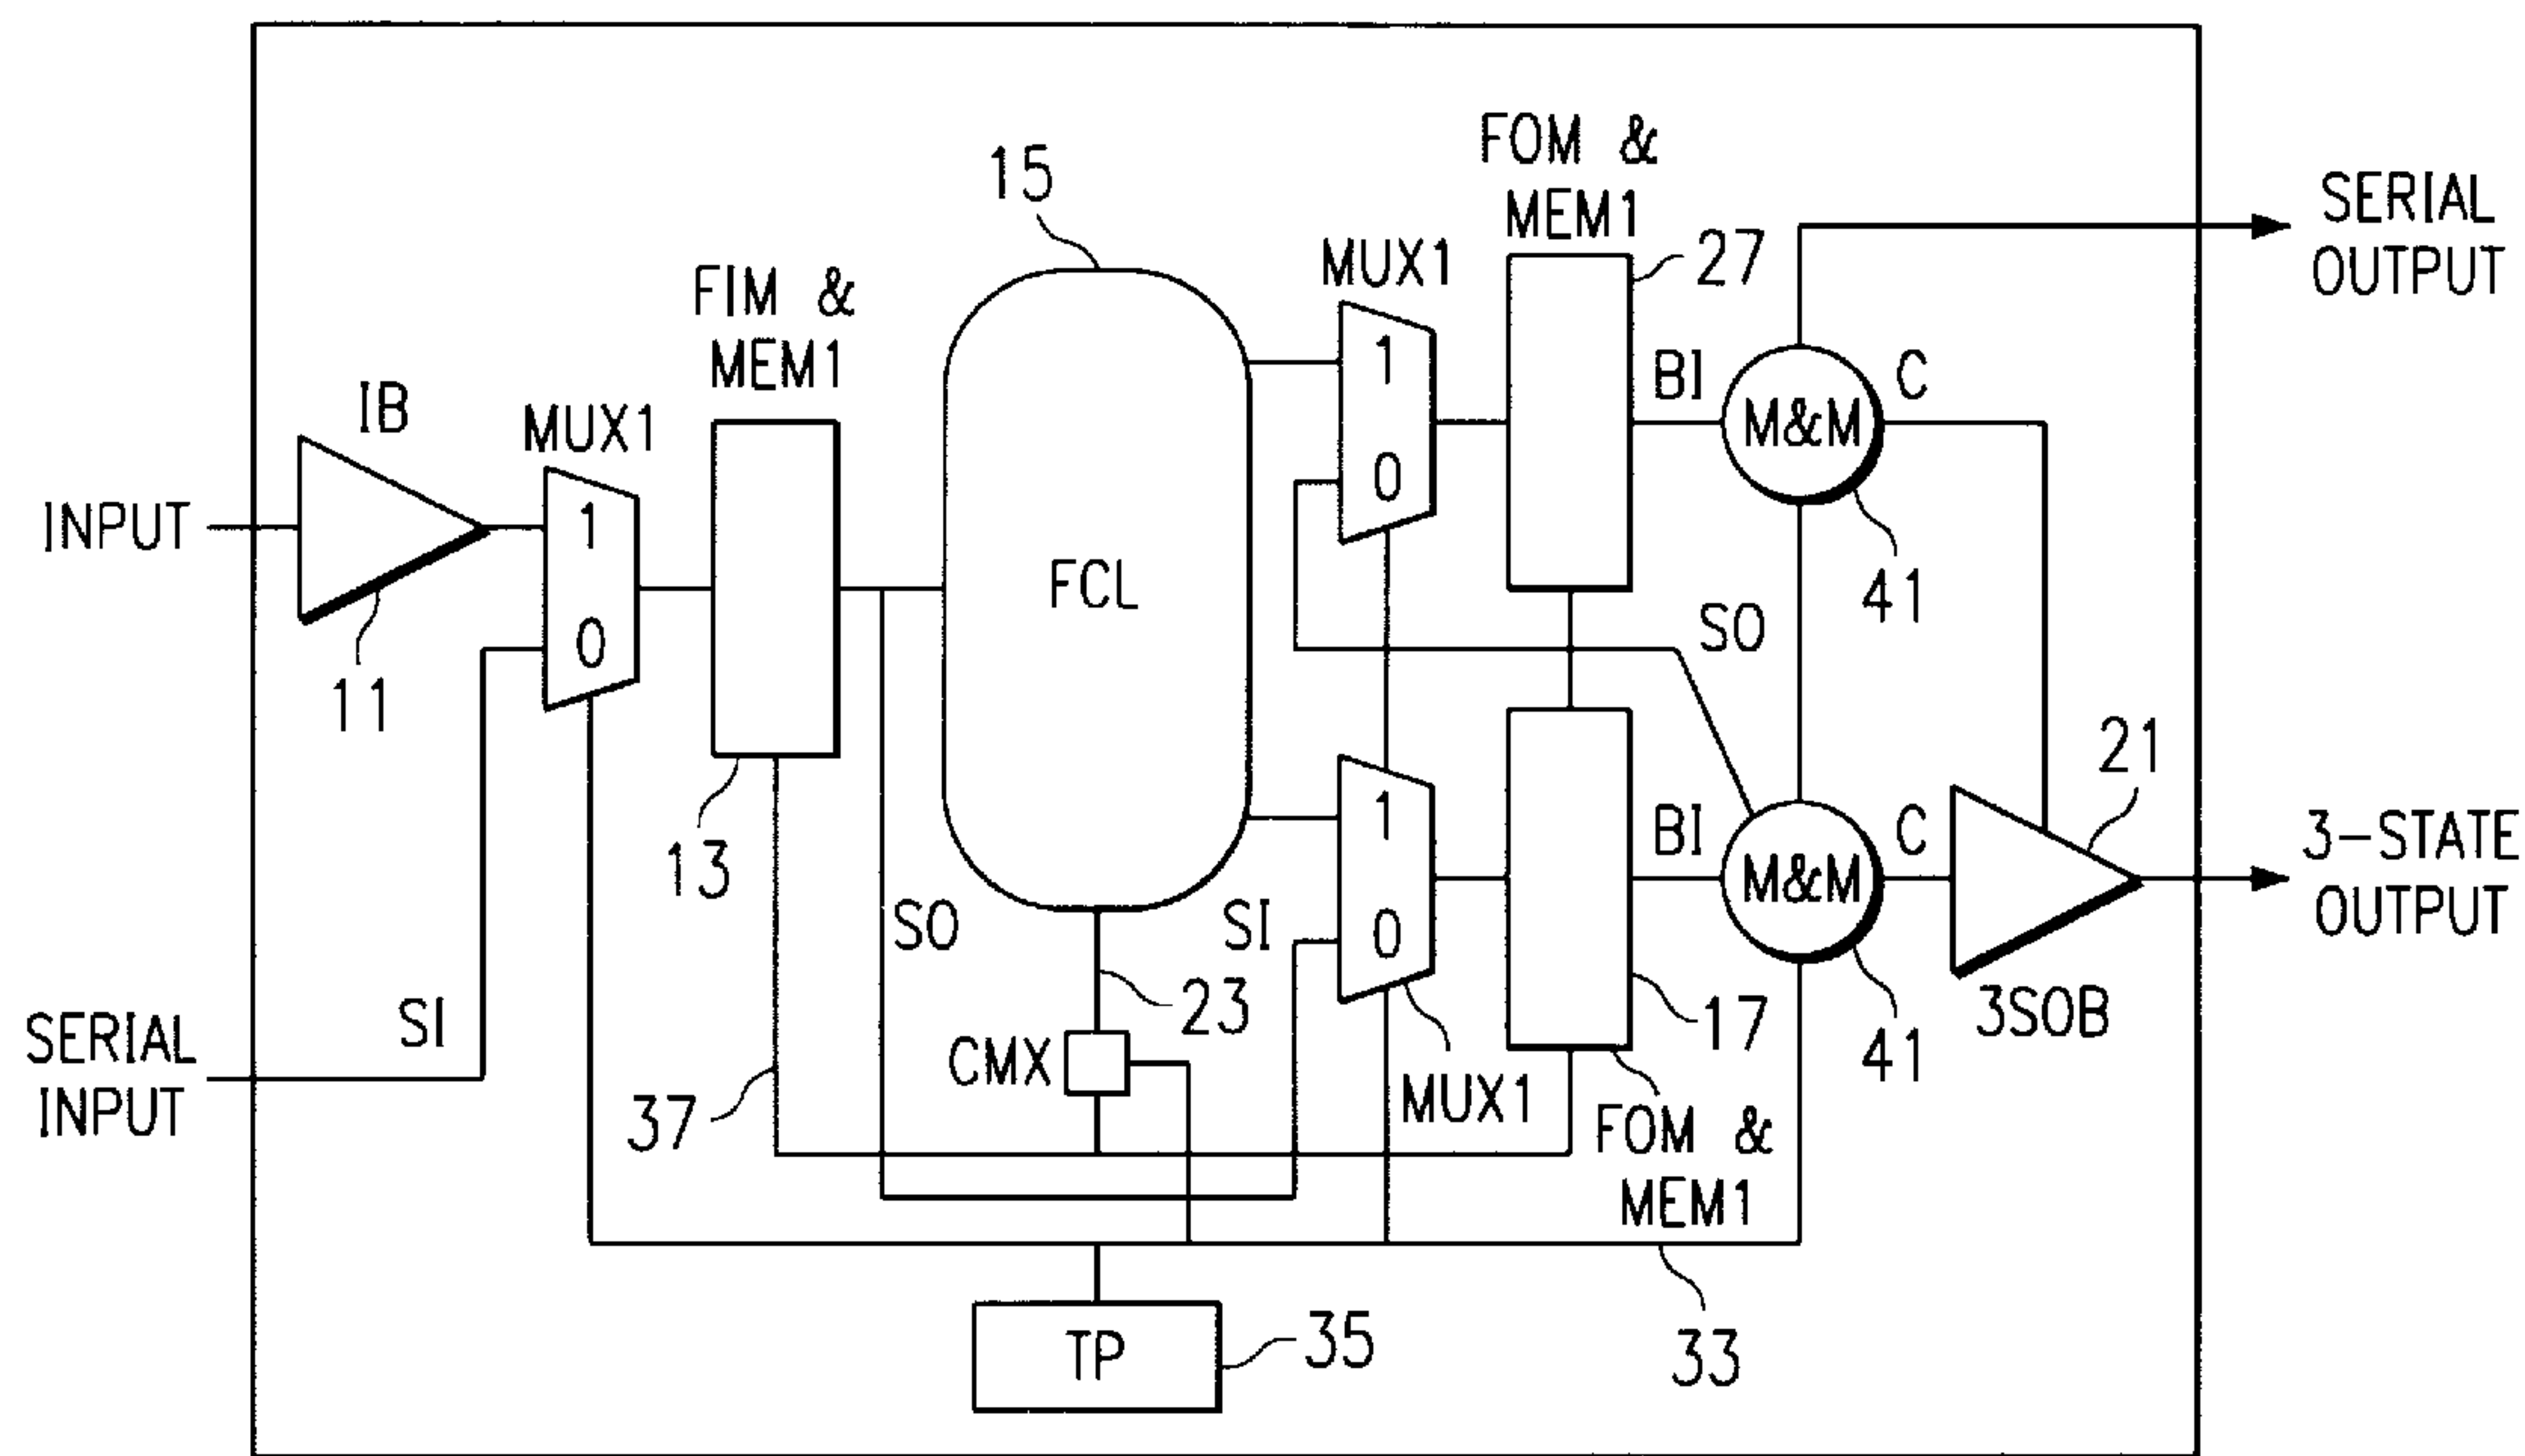 15
FOM &
MEM1
27
SERIAL
OUTPUT
MUX1
1
0
FIM &
MEM1
BI
M&M
C
41
IB
MUX1
1
0
INPUT
11
FCL
SO
13
SO
SI
1
0
BI
M&M
C
21
3-STATE
OUTPUT
SERIAL
INPUT
SI
23
CMX
37
MUX1
17
FOM &
MEM1
41
3SOB
TP
35
33